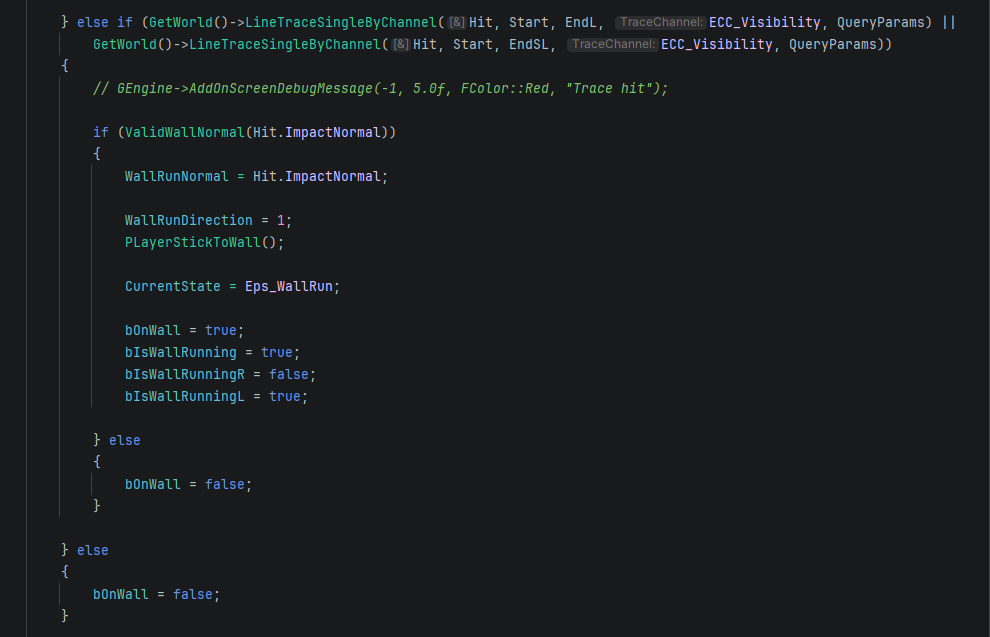 } else if (GetWorld()->LineTraceSingleByChannel([&]Hit, Start, EndL, TraceChannel: ECC_Visibility, QueryParams) ||
GetWorld()->LineTraceSingleByChannel([&]Hit, Start, EndSL, TraceChannel: ECC_Visibility, QueryParams))
{
// GEngine->AddOnScreenDebugMessage(-1, 5.0f, FColor::Red, "Trace hit");
if (ValidWallNormal(Hit.ImpactNormal))
{
WallRunNormal = Hit.ImpactNormal;
WallRunDirection = 1;
PLayerStickToWall();
CurrentState = Eps_WallRun;
bOnWall = true;
bIsWallRunning = true;
bIsWallRunningR = false;
bIsWallRunningL = true;
} else
{
bOnWall = false;
}
} else
{
bOnWall = false;
}